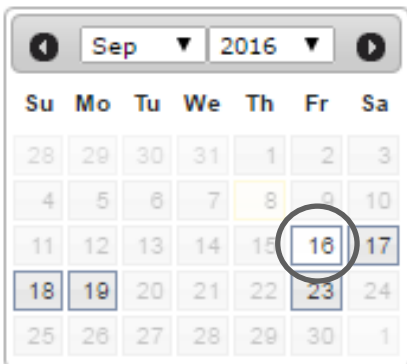 Sep 2016
Su Mo Tu We Th Fr Sa
28 29 30 31 1 2 3
4 5 6 7 8 9 10
11 12 13 14 15 16 17
18 19 20 21 22 23 24
25 26 27 28 29 30 1